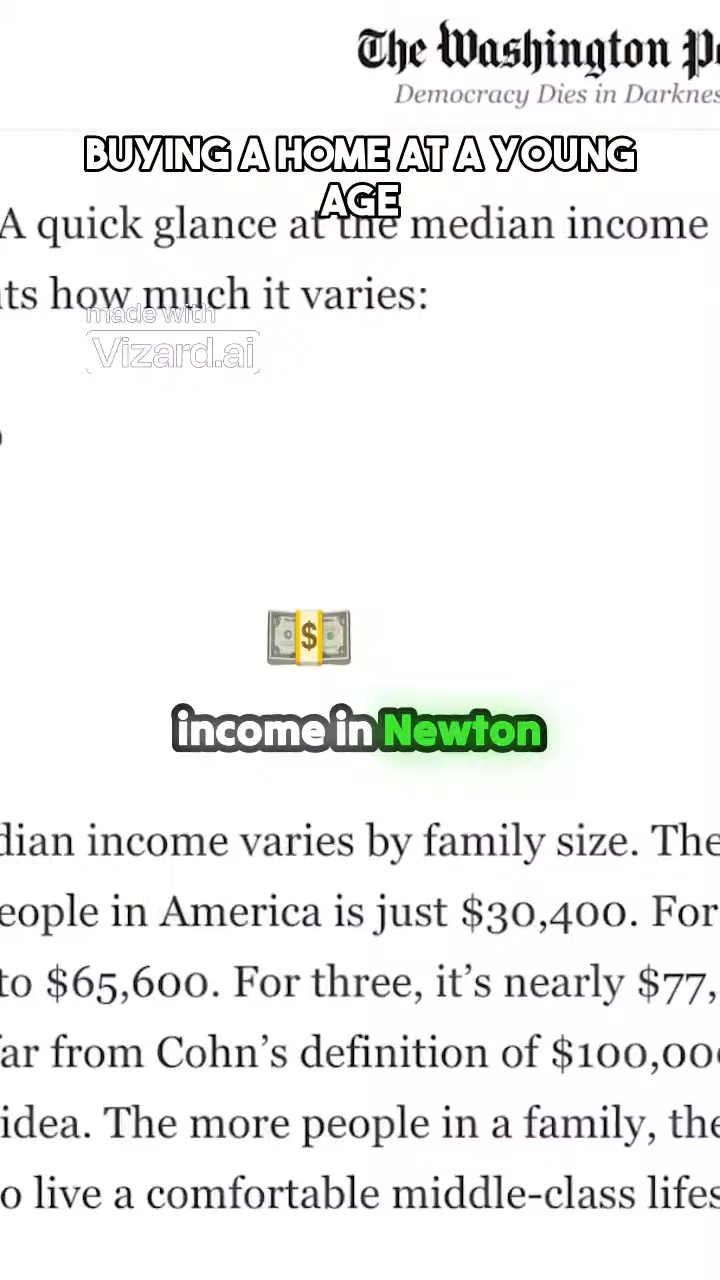 The Washington P
Democracy Dies in Darknes
BUYING A HOME AT A YOUNG
AGE
A quick glance at the median income
ts how much it varies:
made with
Vizard.ai
$
income in Newton
dian income varies by family size. The
eople in America is just $30,400. For
to $65,600. For three, it's nearly $77,
far from Cohn's definition of $100,00
idea. The more people in a family, the
o live a comfortable middle-class lifes